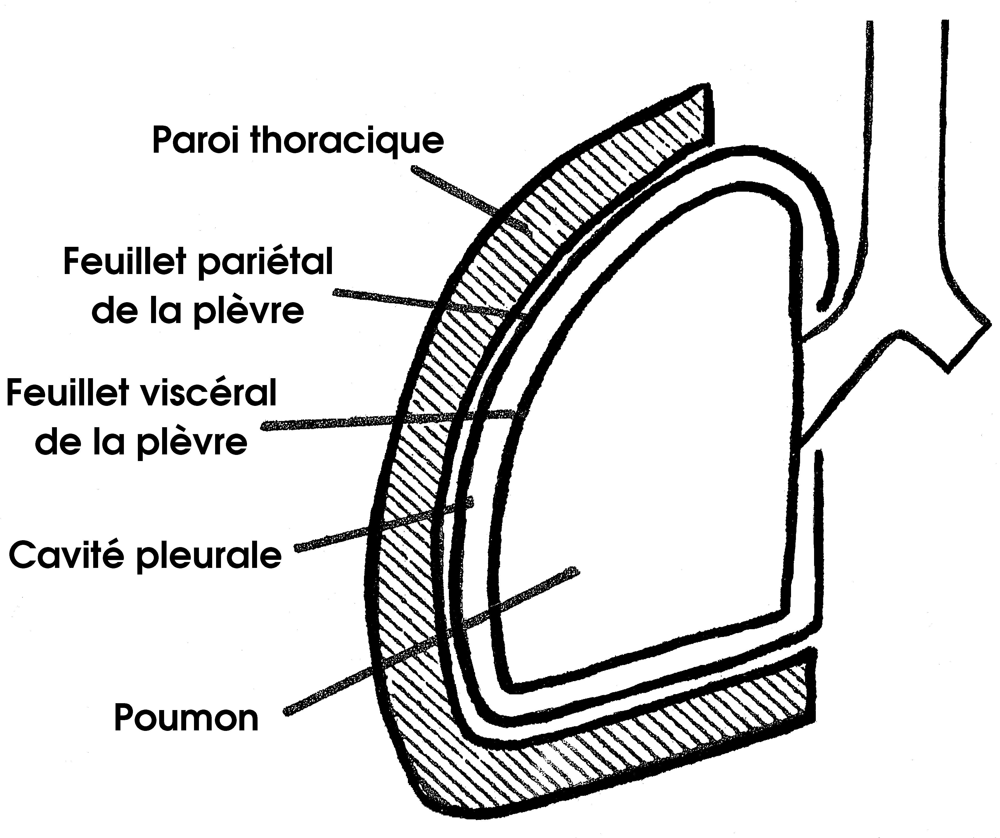 Paroi thoracique
Feuillet pariétal
de la plèvre
Feuillet viscéral
de la plèvre
Cavité pleurale
Poumon